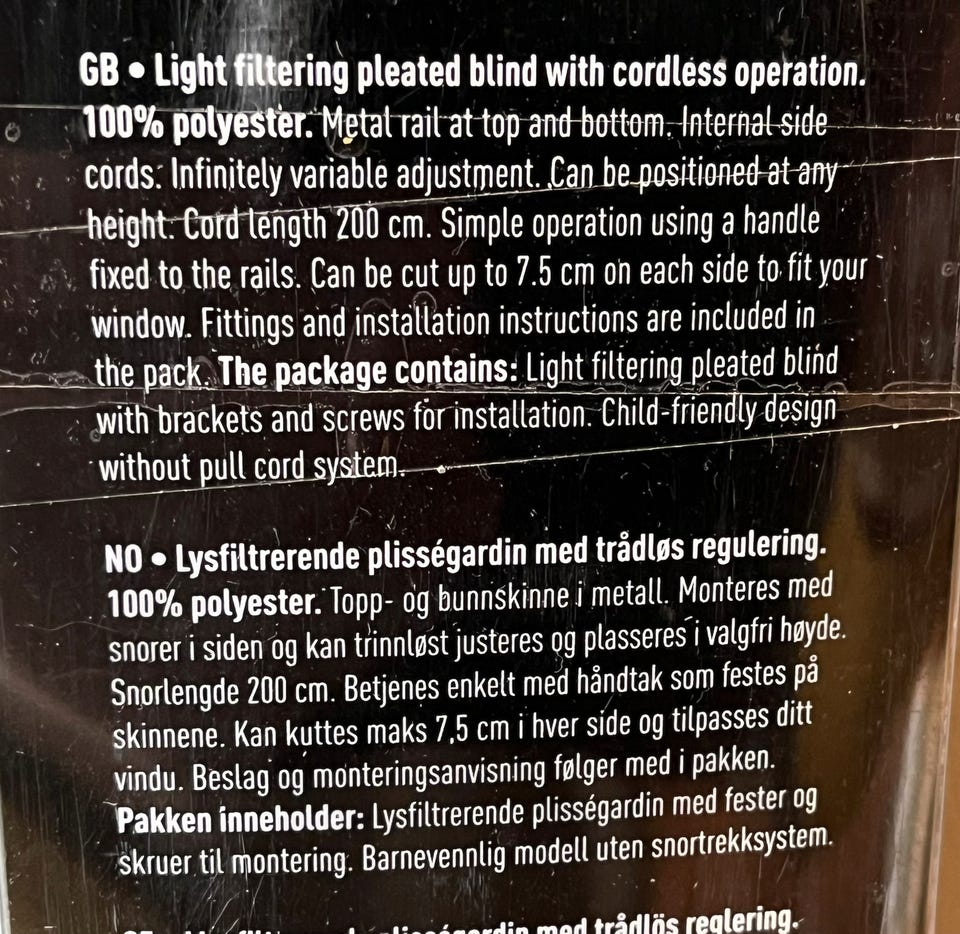 GB • Light filtering pleated blind with cordless operation.
100% polyester. Metal rail at top and bottom. Internal side
cords. Infinitely variable adjustment. Can be positioned at any
height. Cord length 200 cm. Simple operation using a handle
fixed to the rails. Can be cut up to 7.5 cm on each side to fit your
window. Fittings and installation instructions are included in
the pack. The package contains: Light filtering pleated blind
with brackets and screws for installation. Child-friendly design
without pull cord system.
NO • Lysfiltrerende plisségardin med trådløs regulering.
100% polyester. Topp- og bunnskinne i metall. Monteres med
snorer i siden og kan trinnløst justeres og plasseres i valgfri høyde.
Snorlengde 200 cm. Betjenes enkelt med håndtak som festes på
skinnene. Kan kuttes maks 7,5 cm i hver side og tilpasses ditt
vindu. Beslag og monteringsanvisning følger med i pakken.
Pakken inneholder: Lysfiltrerende plisségardin med fester og
skruer til montering. Barnevennlig modell uten snortrekksystem.
plisségardin med trådlös reglering.